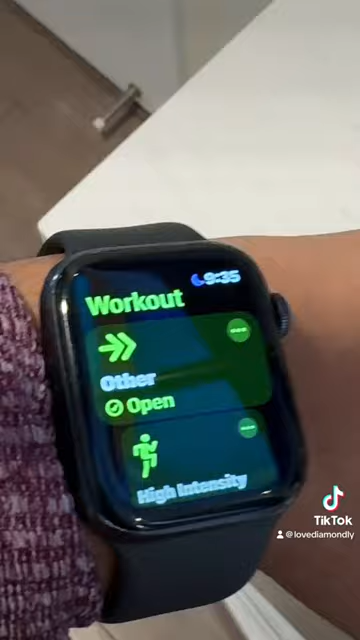 9:35
Workout
Other
Open
High Intensity
TikTok
@lovediamondly